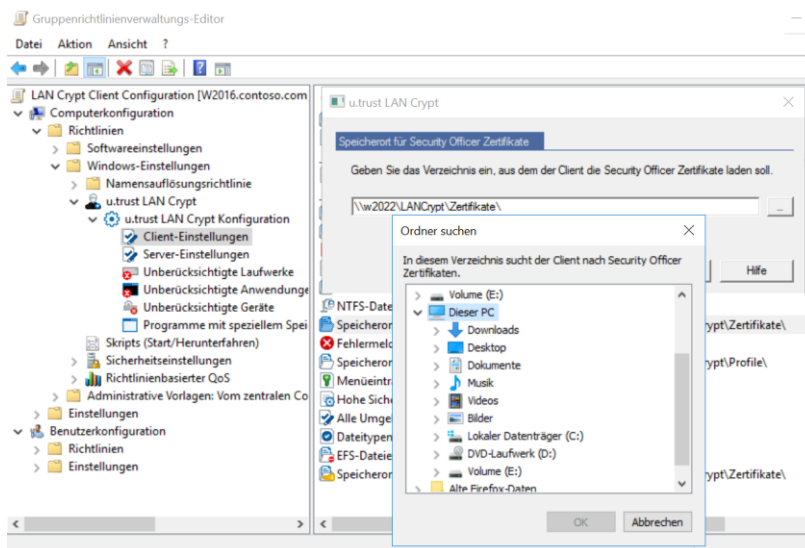 Gruppenrichtlinienverwaltungs-Editor
Datei Aktion Ansicht ?
LAN Crypt Client Configuration [W2016.contoso.com
Computerkonfiguration
Richtlinien
Softwareeinstellungen
Windows-Einstellungen
Namensauflösungsrichtlinie
u.trust LAN Crypt
u.trust LAN Crypt Konfiguration
Client-Einstellungen
Server-Einstellungen
Unberücksichtigte Laufwerke
Unberücksichtigte Anwendunge
Unberücksichtigte Geräte
Programme mit speziellem Spei
Skripts (Start/Herunterfahren)
Sicherheitseinstellungen
Richtlinienbasierter QoS
Administrative Vorlagen: Vom zentralen Co
Einstellungen
Benutzerkonfiguration
Richtlinien
Einstellungen
u.trust LAN Crypt
Speicherort für Security Officer Zertifikate
Geben Sie das Verzeichnis ein, aus dem der Client die Security Officer Zertifikate laden soll.
\\w2022\LANCrypt\Zertifikate\
...
Hilfe
NTFS-Date
Speicheror
rypt\Zertifikate\
Fehlermeld
Speicheror
rypt\Profile\
Menüeintr
Hohe Sich
Alle Umge
Dateitypen
EFS-Dateie
Speicheror
rypt\Zertifikate\
Ordner suchen
In diesem Verzeichnis sucht der Client nach Security Officer
Zertifikaten.
Volume (E:)
Dieser PC
Downloads
Desktop
Dokumente
Musik
Videos
Bilder
Lokaler Datenträger (C:)
DVD-Laufwerk (D:)
Volume (E:)
Alte Firefox-Daten
OK Abbrechen